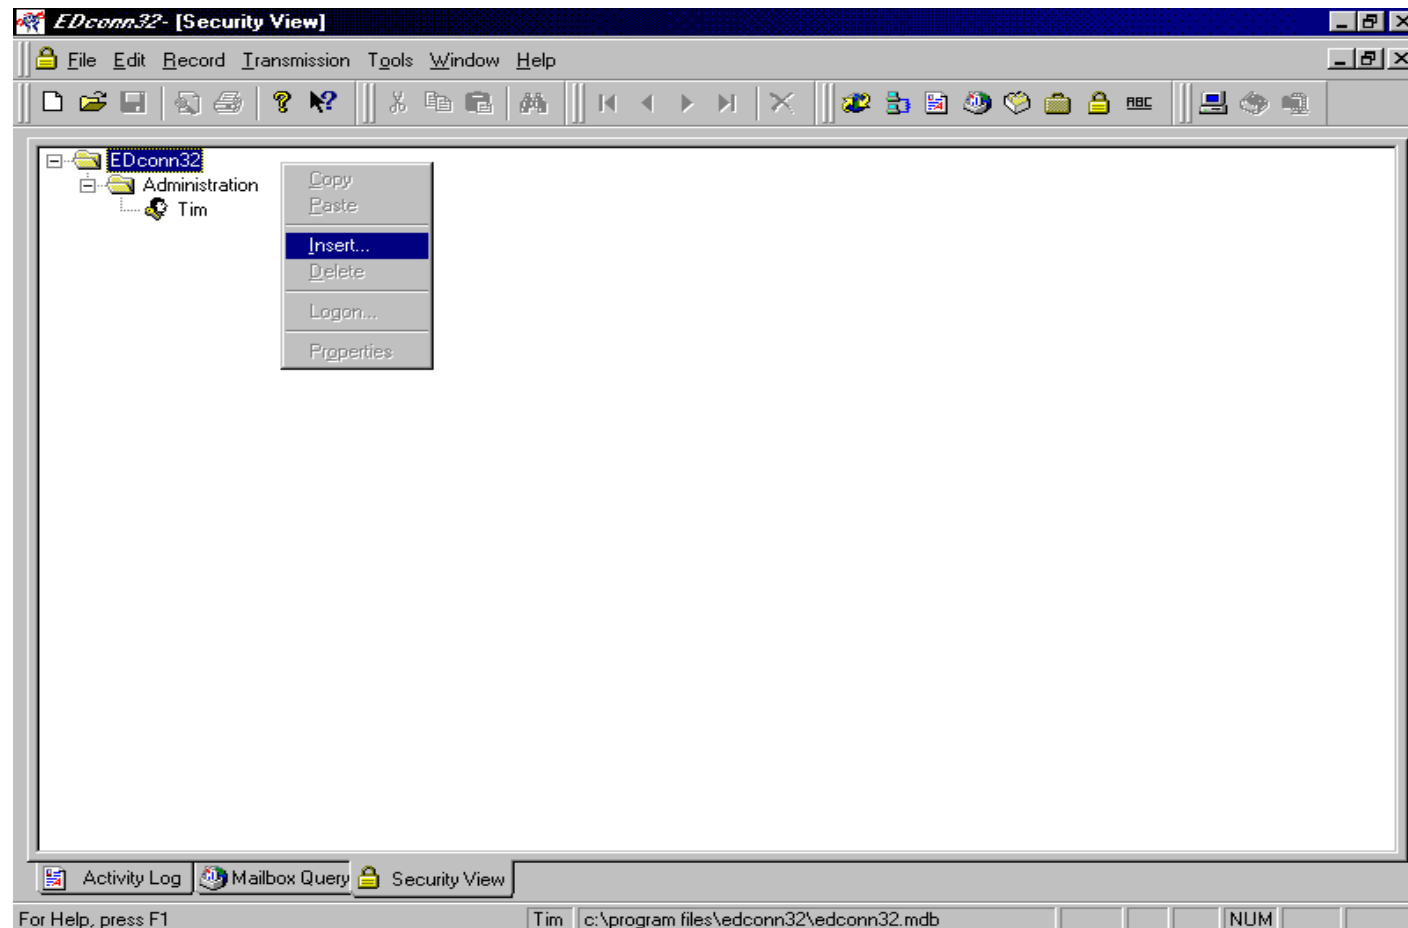 EDconn32- [Security View]
File Edit Record Transmission Tools Window Help
ABC
EDconn32
Administration
Tim
Copy
Paste
Insert...
Delete
Logon...
Properties
Activity Log Mailbox Query Security View
For Help, press F1 Tim c:\program files\edconn32\edconn32.mdb NUM